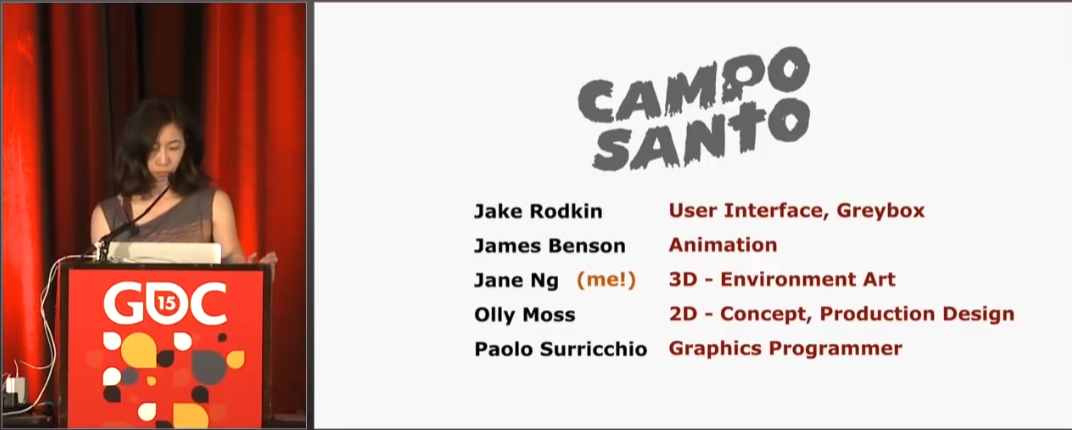 GDC
15
CAMPO
SANTO
Jake Rodkin User Interface, Greybox
James Benson Animation
Jane Ng (me!) 3D - Environment Art
Olly Moss 2D - Concept, Production Design
Paolo Surricchio Graphics Programmer